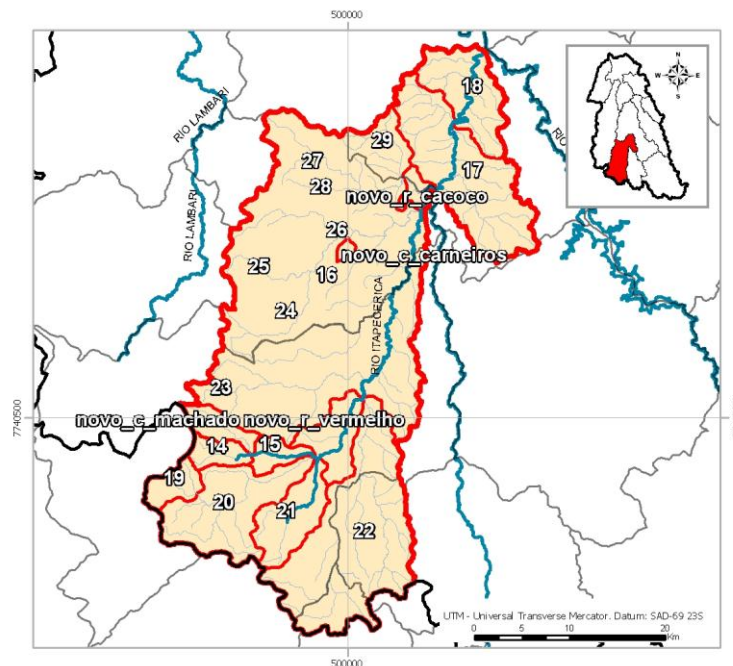 500000
N
W E
S
RIO LAMBARI
18
RIO
29
27
17
28
RIO LAMBARI
novo_r_cacoco
26
novo_c_carneiros
25
16
RIO ITAPECERICA
24
23
7740500
novo_c_machado novo_r_vermelho
14
15
19
20
21
22
UTM - Universal Transverse Mercator. Datum: SAD-69 23S
0 5 10 20
Km
500000